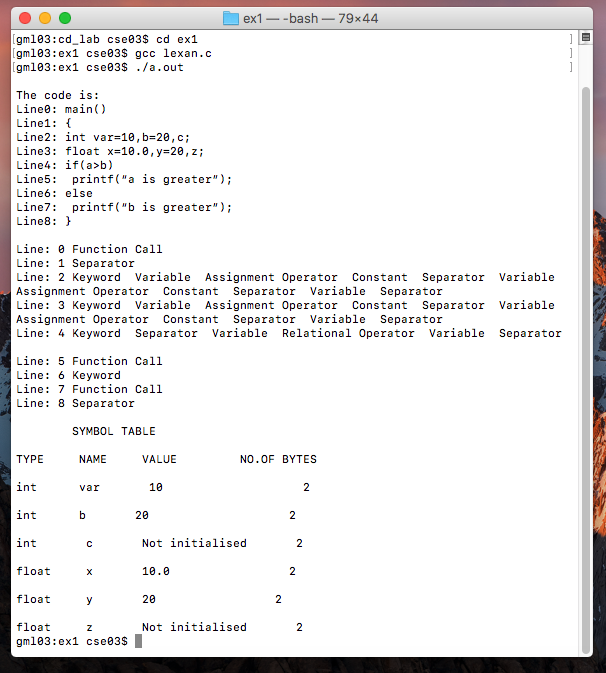 ex1 — -bash — 79×44
[gml03:cd_lab cse03$ cd ex1 ]
[gml03:ex1 cse03$ gcc lexan.c ]
[gml03:ex1 cse03$ ./a.out ]
The code is:
Line0: main()
Line1: {
Line2: int var=10,b=20,c;
Line3: float x=10.0,y=20,z;
Line4: if(a>b)
Line5:  printf(“a is greater”);
Line6: else
Line7:  printf(“b is greater”);
Line8: }
Line: 0 Function Call
Line: 1 Separator
Line: 2 Keyword  Variable  Assignment Operator  Constant  Separator  Variable
Assignment Operator  Constant  Separator  Variable  Separator
Line: 3 Keyword  Variable  Assignment Operator  Constant  Separator  Variable
Assignment Operator  Constant  Separator  Variable  Separator
Line: 4 Keyword  Separator  Variable  Relational Operator  Variable  Separator
Line: 5 Function Call
Line: 6 Keyword
Line: 7 Function Call
Line: 8 Separator
SYMBOL TABLE
TYPE     NAME     VALUE         NO.OF BYTES
int      var       10                    2
int      b       20                    2
int       c       Not initialised       2
float     x       10.0                 2
float     y       20                 2
float     z       Not initialised       2
gml03:ex1 cse03$